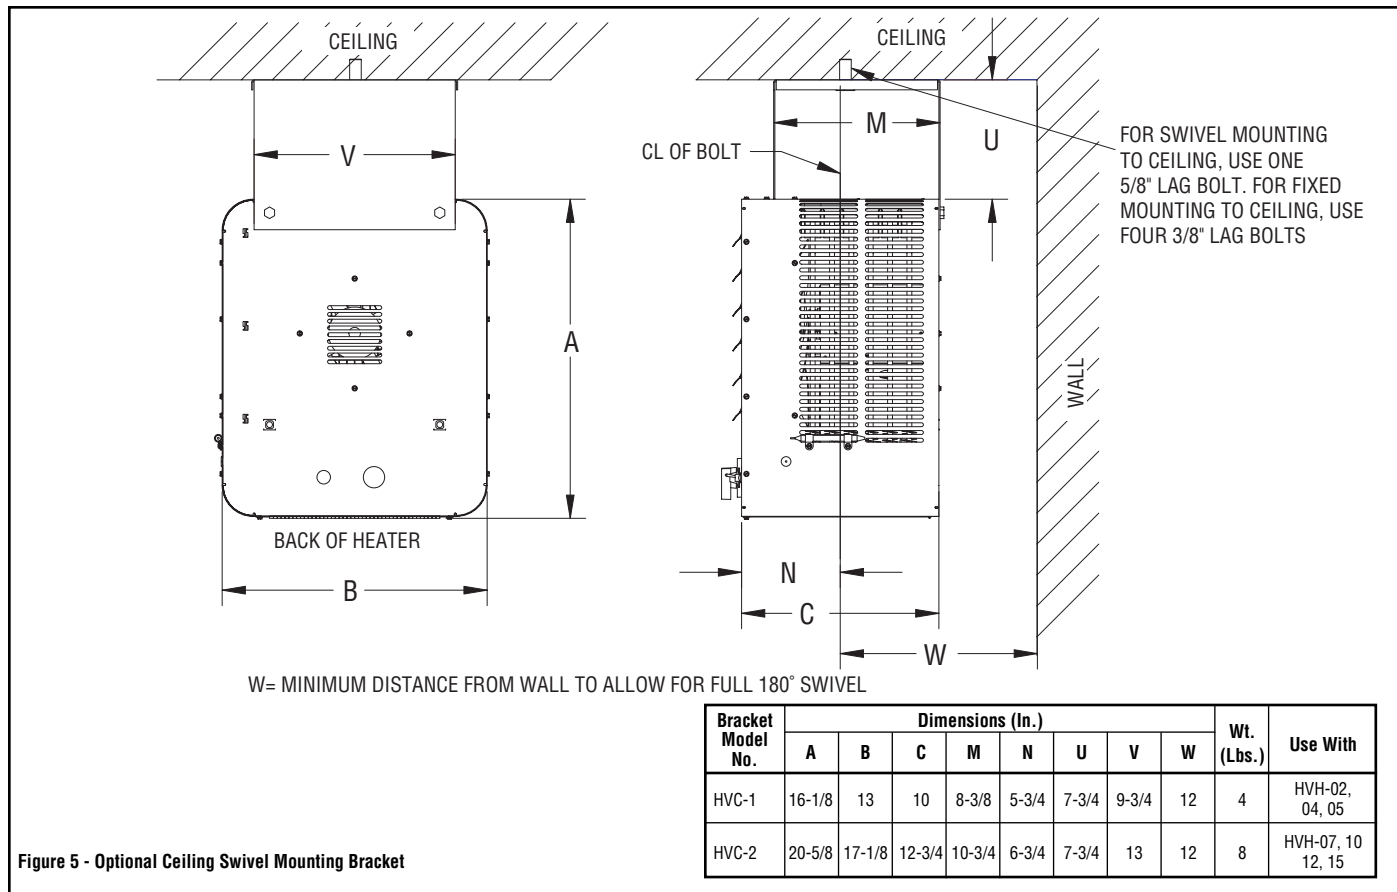 CEILING
CEILING
V
M
U
CL OF BOLT
FOR SWIVEL MOUNTING
TO CEILING, USE ONE
5/8" LAG BOLT. FOR FIXED
MOUNTING TO CEILING, USE
FOUR 3/8" LAG BOLTS
A
WALL
BACK OF HEATER
B
N
C
W
W= MINIMUM DISTANCE FROM WALL TO ALLOW FOR FULL 180° SWIVEL
Bracket Model No. Dimensions (In.) Wt. (Lbs.) Use With
A B C M N U V W
HVC-1 16-1/8 13 10 8-3/8 5-3/4 7-3/4 9-3/4 12 4 HVH-02, 04, 05
HVC-2 20-5/8 17-1/8 12-3/4 10-3/4 6-3/4 7-3/4 13 12 8 HVH-07, 10 12, 15
Figure 5 - Optional Ceiling Swivel Mounting Bracket